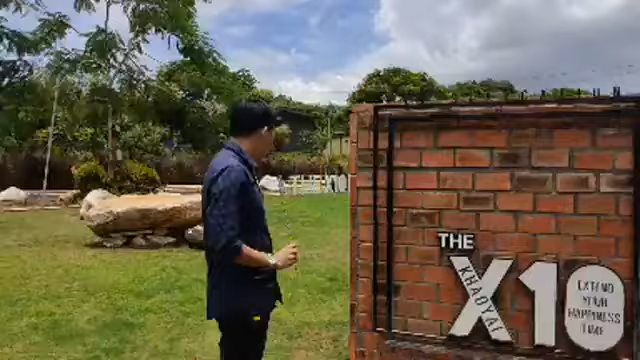 THE
X10
KHAOYAI
EXTEND
YOUR
HAPPINESS
TIME